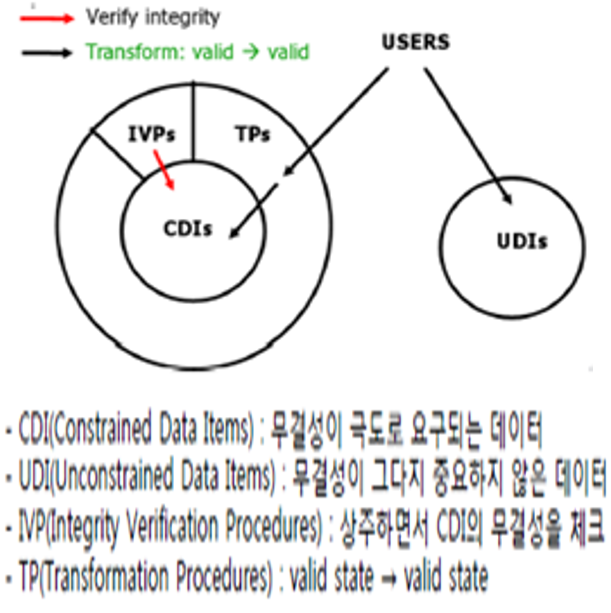 Verify integrity
Transform: valid → valid
USERS
IVPs
TPs
CDIs
UDIs
- CDI(Constrained Data Items) : 무결성이 극도로 요구되는 데이터
- UDI(Unconstrained Data Items) : 무결성이 그다지 중요하지 않은 데이터
- IVP(Integrity Verification Procedures) : 상주하면서 CDI의 무결성을 체크
- TP(Transformation Procedures) : valid state → valid state